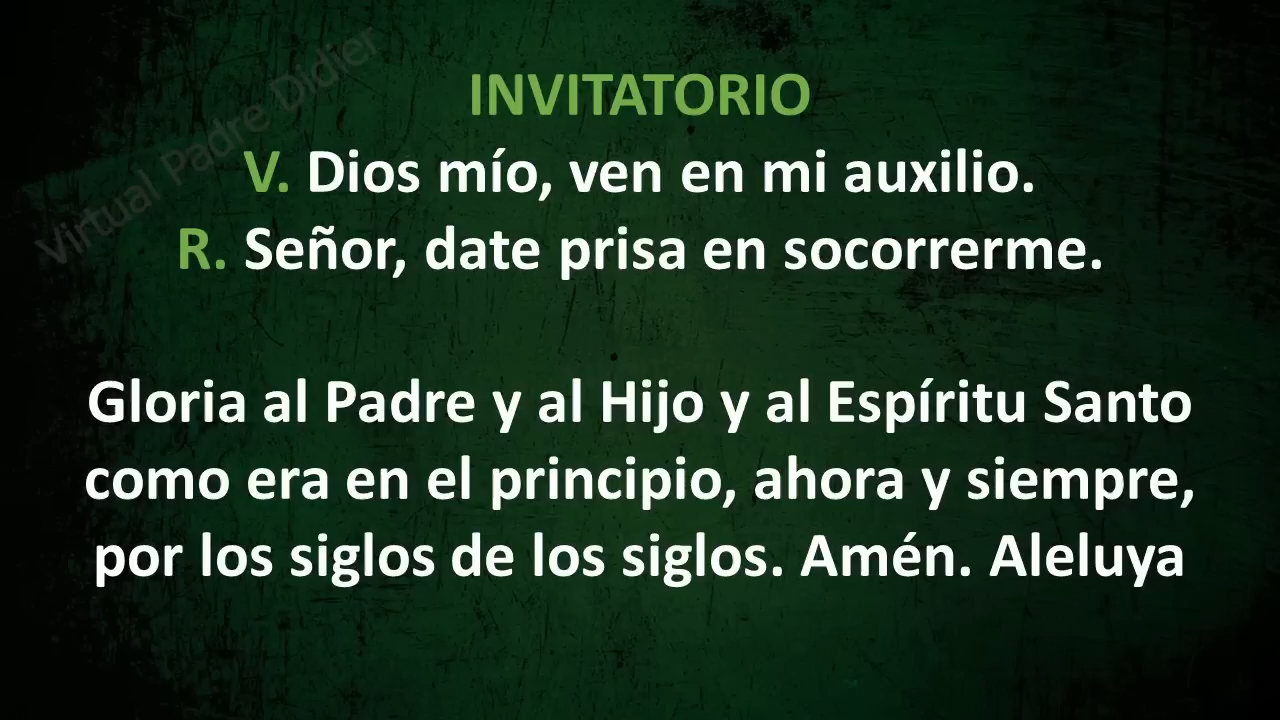 Virtual Padre Didier
INVITATORIO
V. Dios mío, ven en mi auxilio.
R. Señor, date prisa en socorrerme.
Gloria al Padre y al Hijo y al Espíritu Santo
como era en el principio, ahora y siempre,
por los siglos de los siglos. Amén. Aleluya